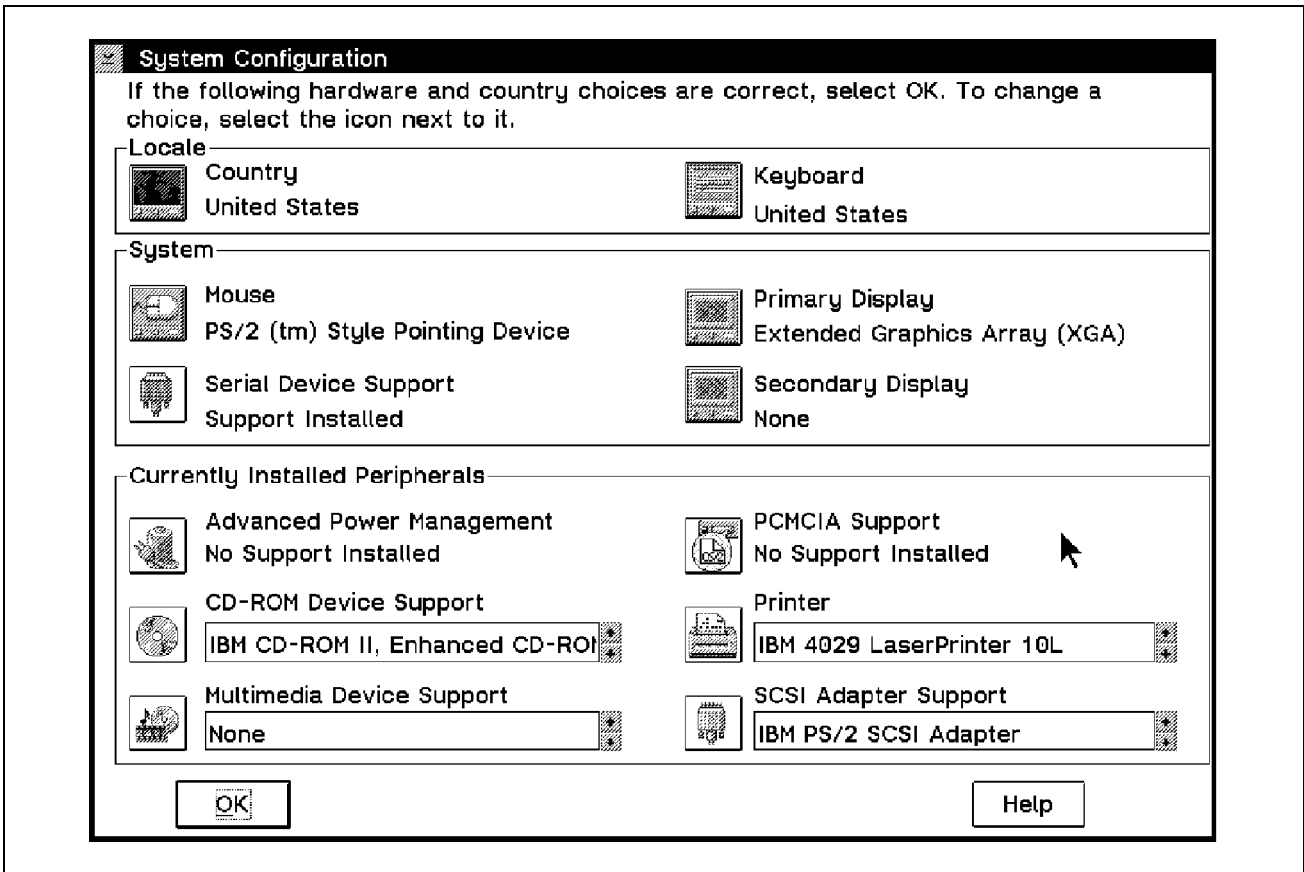 System Configuration
If the following hardware and country choices are correct, select OK. To change a
choice, select the icon next to it.
Locale
Country
United States
Keyboard
United States
System
Mouse
PS/2 (tm) Style Pointing Device
Primary Display
Extended Graphics Array (XGA)
Serial Device Support
Support Installed
Secondary Display
None
Currently Installed Peripherals
Advanced Power Management
No Support Installed
PCMCIA Support
No Support Installed
CD-ROM Device Support
IBM CD-ROM II, Enhanced CD-ROM
Printer
IBM 4029 LaserPrinter 10L
Multimedia Device Support
None
SCSI Adapter Support
IBM PS/2 SCSI Adapter
OK
Help